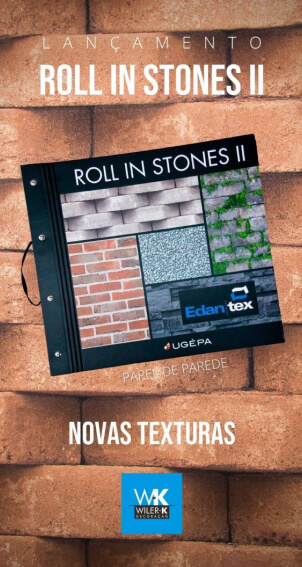 LANÇAMENTO
ROLL IN STONES II
ROLL IN STONES II
Edantex
UGÉPA
PAPEL DE PAREDE
NOVAS TEXTURAS
WK
WILER-K
DECORAÇÃO